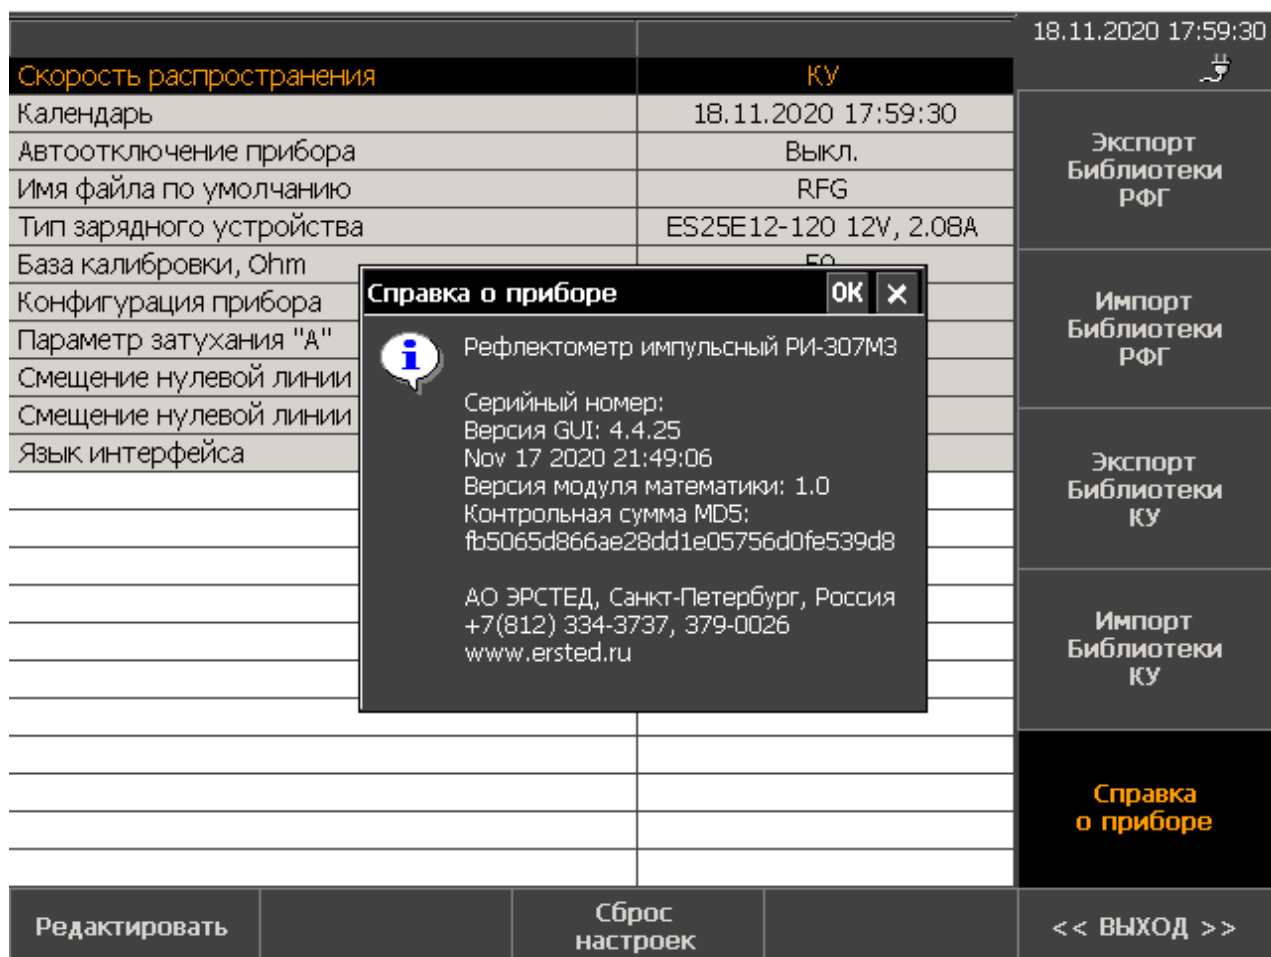 18.11.2020 17:59:30
Скорость распространения КУ
Календарь 18.11.2020 17:59:30
Автоотключение прибора Выкл.
Имя файла по умолчанию RFG
Тип зарядного устройства ES25E12-120 12V, 2.08A
База калибровки, Ohm
Конфигурация прибора
Параметр затухания "А"
Смещение нулевой линии
Смещение нулевой линии
Язык интерфейса
Справка о приборе OK
Рефлектометр импульсный РИ-307М3
Серийный номер:
Версия GUI: 4.4.25
Nov 17 2020 21:49:06
Версия модуля математики: 1.0
Контрольная сумма MD5:
fb5065d866ae28dd1e05756d0fe539d8
АО ЭРСТЕД, Санкт-Петербург, Россия
+7(812) 334-3737, 379-0026
www.ersted.ru
Экспорт
Библиотеки
РФГ
Импорт
Библиотеки
РФГ
Экспорт
Библиотеки
КУ
Импорт
Библиотеки
КУ
Справка
о приборе
Редактировать
Сброс
настроек
<< ВЫХОД >>